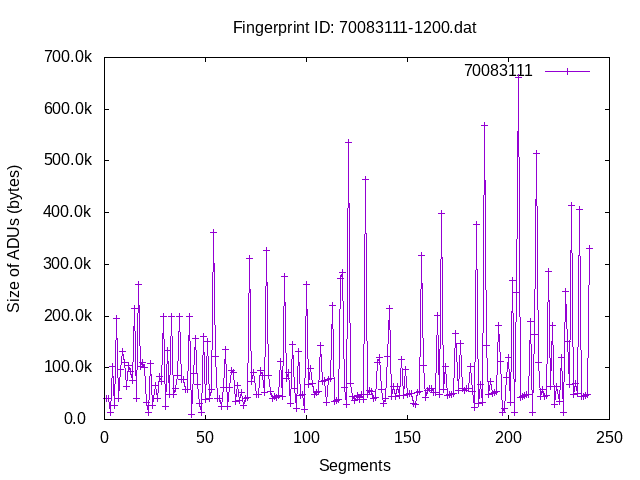 Fingerprint ID: 70083111-1200.dat
700.0k
600.0k
500.0k
400.0k
300.0k
200.0k
100.0k
0.0
Size of ADUs (bytes)
70083111
0 50 100 150 200 250
Segments